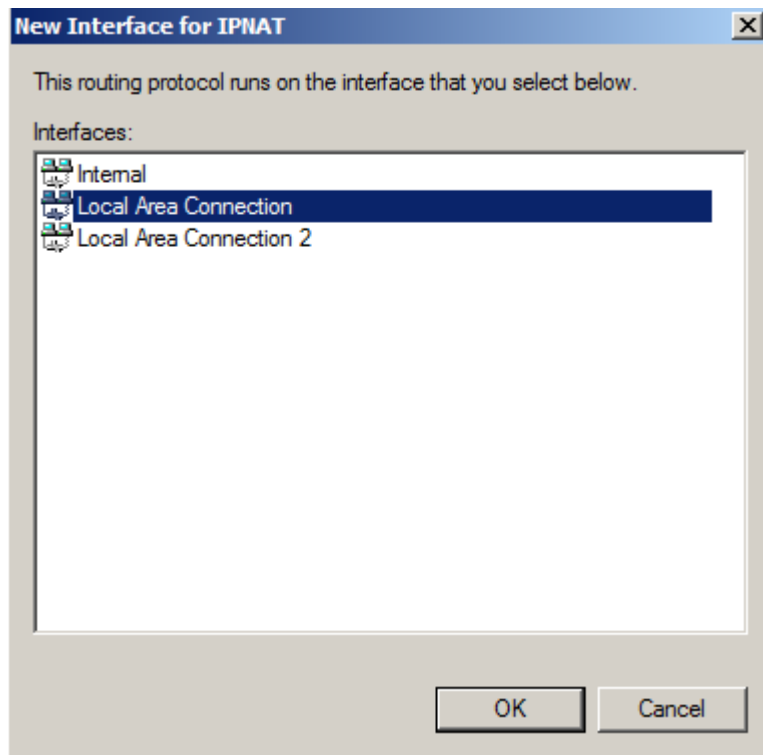 New Interface for IPNAT
This routing protocol runs on the interface that you select below.
Interfaces:
Internal
Local Area Connection
Local Area Connection 2
OK
Cancel